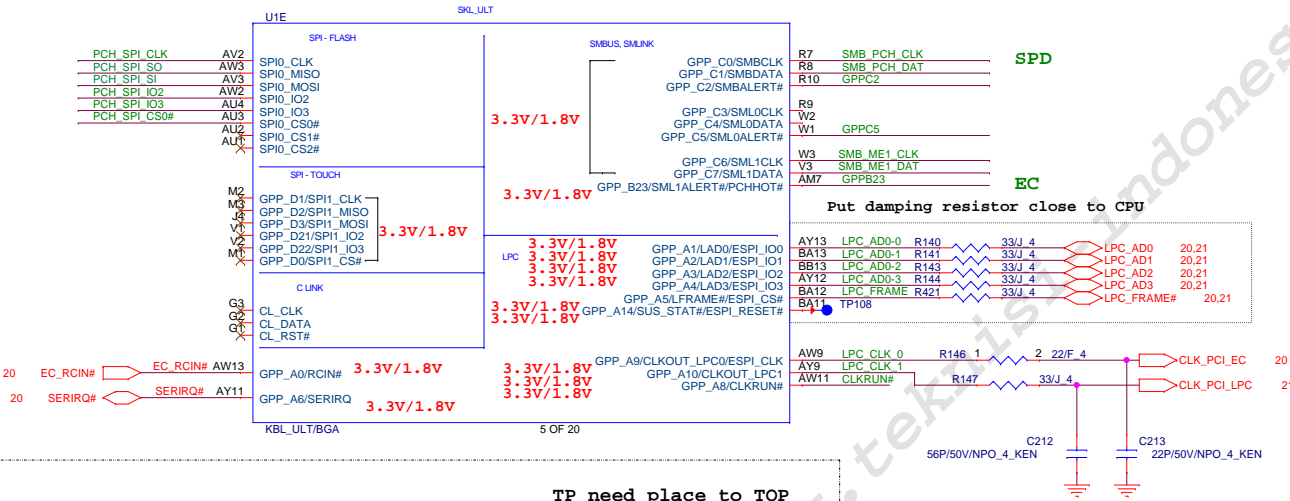 U1E
SKL_ULT
SPI - FLASH
SMBUS, SMLINK
PCH_SPI_CLK AV2 SPI0_CLK
PCH_SPI_SO AW3 SPI0_MISO
PCH_SPI_SI AV3 SPI0_MOSI
PCH_SPI_IO2 AW2 SPI0_IO2
PCH_SPI_IO3 AU4 SPI0_IO3
PCH_SPI_CS0# AU3 SPI0_CS0#
AU2 SPI0_CS1#
AU1 SPI0_CS2#
GPP_C0/SMBCLK R7 SMB_PCH_CLK
GPP_C1/SMBDATA R8 SMB_PCH_DAT
GPP_C2/SMBALERT# R10 GPPC2
SPD
3.3V/1.8V
GPP_C3/SML0CLK R9
GPP_C4/SML0DATA W2
GPP_C5/SML0ALERT# W1 GPPC5
GPP_C6/SML1CLK W3 SMB_ME1_CLK
GPP_C7/SML1DATA V3 SMB_ME1_DAT
GPP_B23/SML1ALERT#/PCHHOT# AM7 GPPB23
EC
3.3V/1.8V
SPI - TOUCH
M2 GPP_D1/SPI1_CLK
M3 GPP_D2/SPI1_MISO
J4 GPP_D3/SPI1_MOSI
V1 GPP_D21/SPI1_IO2
V2 GPP_D22/SPI1_IO3
M1 GPP_D0/SPI1_CS#
3.3V/1.8V
Put damping resistor close to CPU
LPC
3.3V/1.8V
3.3V/1.8V
3.3V/1.8V
3.3V/1.8V
GPP_A1/LAD0/ESPI_IO0 AY13 LPC_AD0-0 R140 33/J_4 LPC_AD0 20,21
GPP_A2/LAD1/ESPI_IO1 BA13 LPC_AD0-1 R141 33/J_4 LPC_AD1 20,21
GPP_A3/LAD2/ESPI_IO2 BB13 LPC_AD0-2 R143 33/J_4 LPC_AD2 20,21
GPP_A4/LAD3/ESPI_IO3 AY12 LPC_AD0-3 R144 33/J_4 LPC_AD3 20,21
3.3V/1.8V GPP_A5/LFRAME#/ESPI_CS# BA12 LPC_FRAME R421 33/J_4 LPC_FRAME# 20,21
3.3V/1.8V GPP_A14/SUS_STAT#/ESPI_RESET# BA11 TP108
C LINK
G3 CL_CLK
G2 CL_DATA
G1 CL_RST#
20 EC_RCIN# EC_RCIN# AW13 GPP_A0/RCIN# 3.3V/1.8V
20 SERIRQ# SERIRQ# AY11 GPP_A6/SERIRQ 3.3V/1.8V
3.3V/1.8V
3.3V/1.8V
3.3V/1.8V
GPP_A9/CLKOUT_LPC0/ESPI_CLK AW9 LPC_CLK_0 R146 1 2 22/F_4 CLK_PCI_EC 20
GPP_A10/CLKOUT_LPC1 AY9 LPC_CLK_1 R147 33/J_4 CLK_PCI_LPC
GPP_A8/CLKRUN# AW11 CLKRUN#
KBL_ULT/BGA
5 OF 20
C212
56P/50V/NPO_4_KEN
C213
22P/50V/NPO_4_KEN
TP need place to TOP
.teknisi-indones